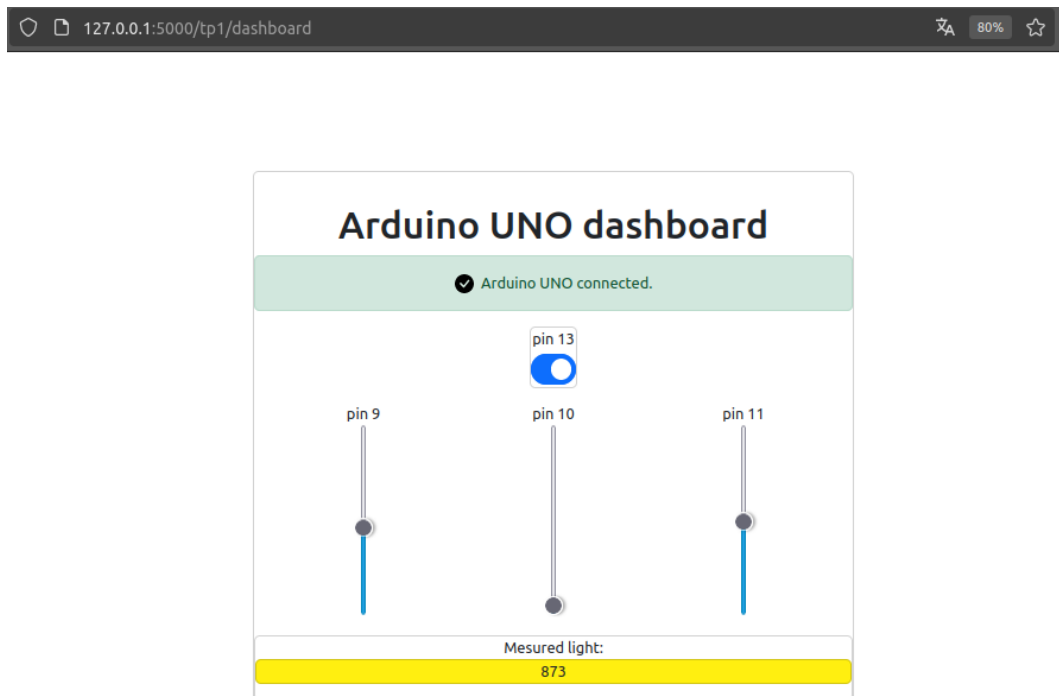 127.0.0.1:5000/tp1/dashboard 80%
Arduino UNO dashboard
Arduino UNO connected.
pin 13
pin 9 pin 10 pin 11
Mesured light:
873